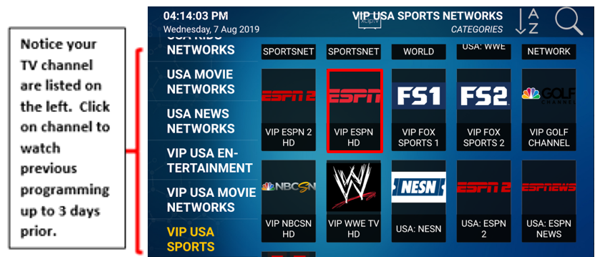 Notice your
TV channel
are listed on
the left.  Click
on channel to
watch
previous
programming
up to 3 days
prior.
04:14:03 PM
Wednesday, 7 Aug 2019
VIP USA SPORTS NETWORKS
CATEGORIES
A
Z
USA KIDS
NETWORKS
USA MOVIE
NETWORKS
USA NEWS
NETWORKS
VIP USA EN-
TERTAINMENT
VIP USA MOVIE
NETWORKS
VIP USA
SPORTS
SPORTSNET
SPORTSNET
WORLD
USA: WWE
NETWORK
ESPN 2
ESPN
FS1
FS2
GOLF
CHANNEL
VIP ESPN 2
HD
VIP ESPN
HD
VIP FOX
SPORTS 1
VIP FOX
SPORTS 2
VIP GOLF
CHANNEL
NBCSN
W
NESN
ESPN 2
ESPNEWS
VIP NBCSN
HD
VIP WWE TV
HD
USA: NESN
USA: ESPN
2
USA: ESPN
NEWS